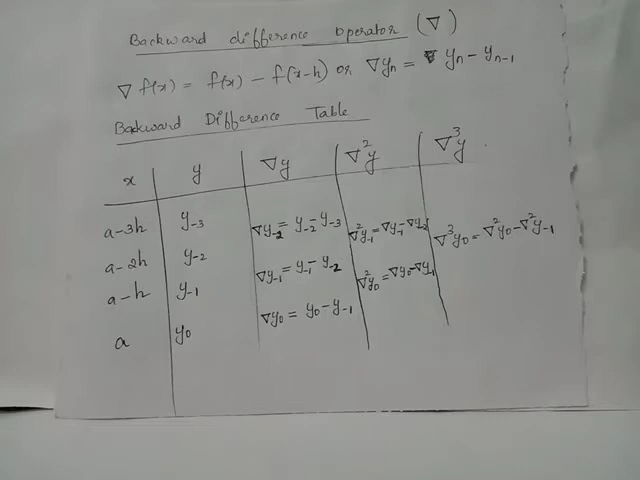 Backward difference Operator (∇)
∇ f(x) = f(x) − f(x−h) or ∇yₙ = yₙ − yₙ₋₁
Backward Difference Table
x y ∇y ∇²y ∇³y
a−3h y₋₃
∇y₋₂ = y₋₂ − y₋₃ ∇²y₋₁ = ∇y₋₁ − ∇y₋₂ ∇³y₀ = ∇²y₀ − ∇²y₋₁
a−2h y₋₂
∇y₋₁ = y₋₁ − y₋₂ ∇²y₀ = ∇y₀ − ∇y₋₁
a−h y₋₁
∇y₀ = y₀ − y₋₁
a y₀